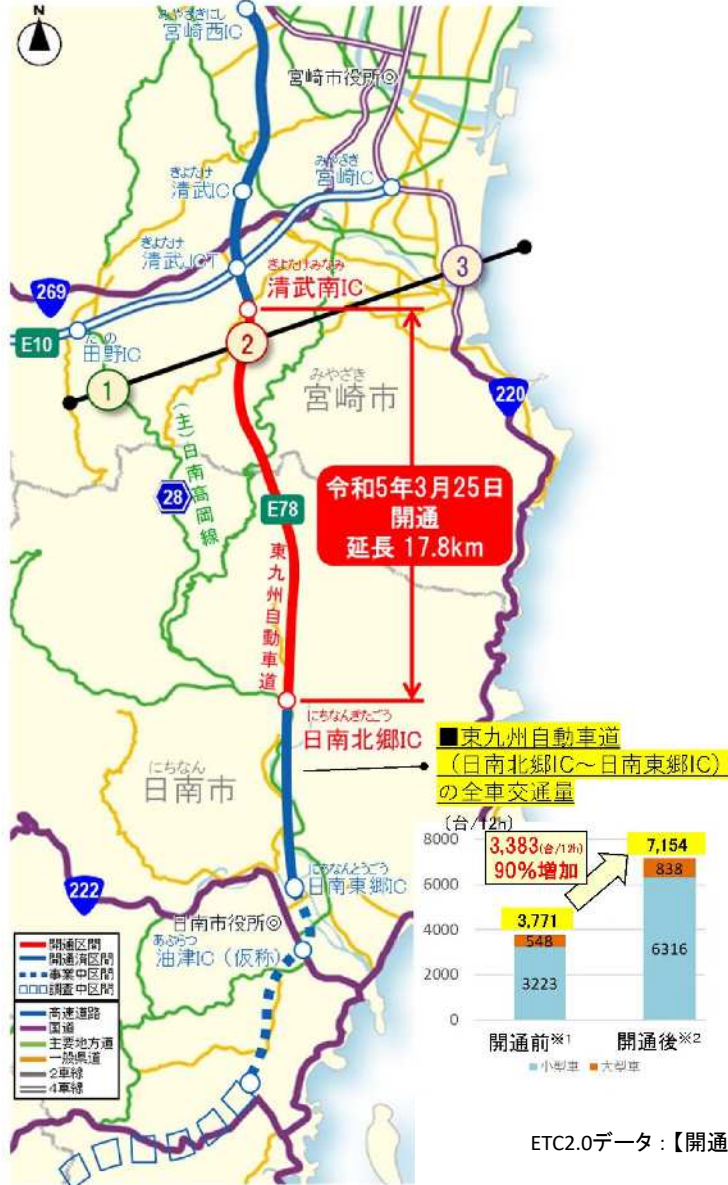 N
みやざきにし
宮崎西IC
宮崎市役所◎
きよたけ
清武IC
みやざき
宮崎IC
きよたけ
清武JCT
きよたけみなみ
清武南IC
3
269
E10
たの
田野IC
2
1
みやざき
宮崎市
220
(主)日南高岡線
28
令和5年3月25日
開通
延長 17.8km
E78
東九州自動車道
にちなんきたごう
日南北郷IC
にちなん
日南市
■東九州自動車道
(日南北郷IC~日南東郷IC)
の全車交通量
(台/12h)
8000
6000
4000
2000
0
3,383(台/12h)
90%増加
7,154
838
6316
3,771
548
3223
開通前※1
開通後※2
小型車
大型車
にちなんとうごう
日南東郷IC
222
日南市役所◎
あぶらつ
油津IC(仮称)
開通区間
開通済区間
事業中区間
調査中区間
高速道路
国道
主要地方道
一般県道
2車線
4車線
ETC2.0データ:【開通